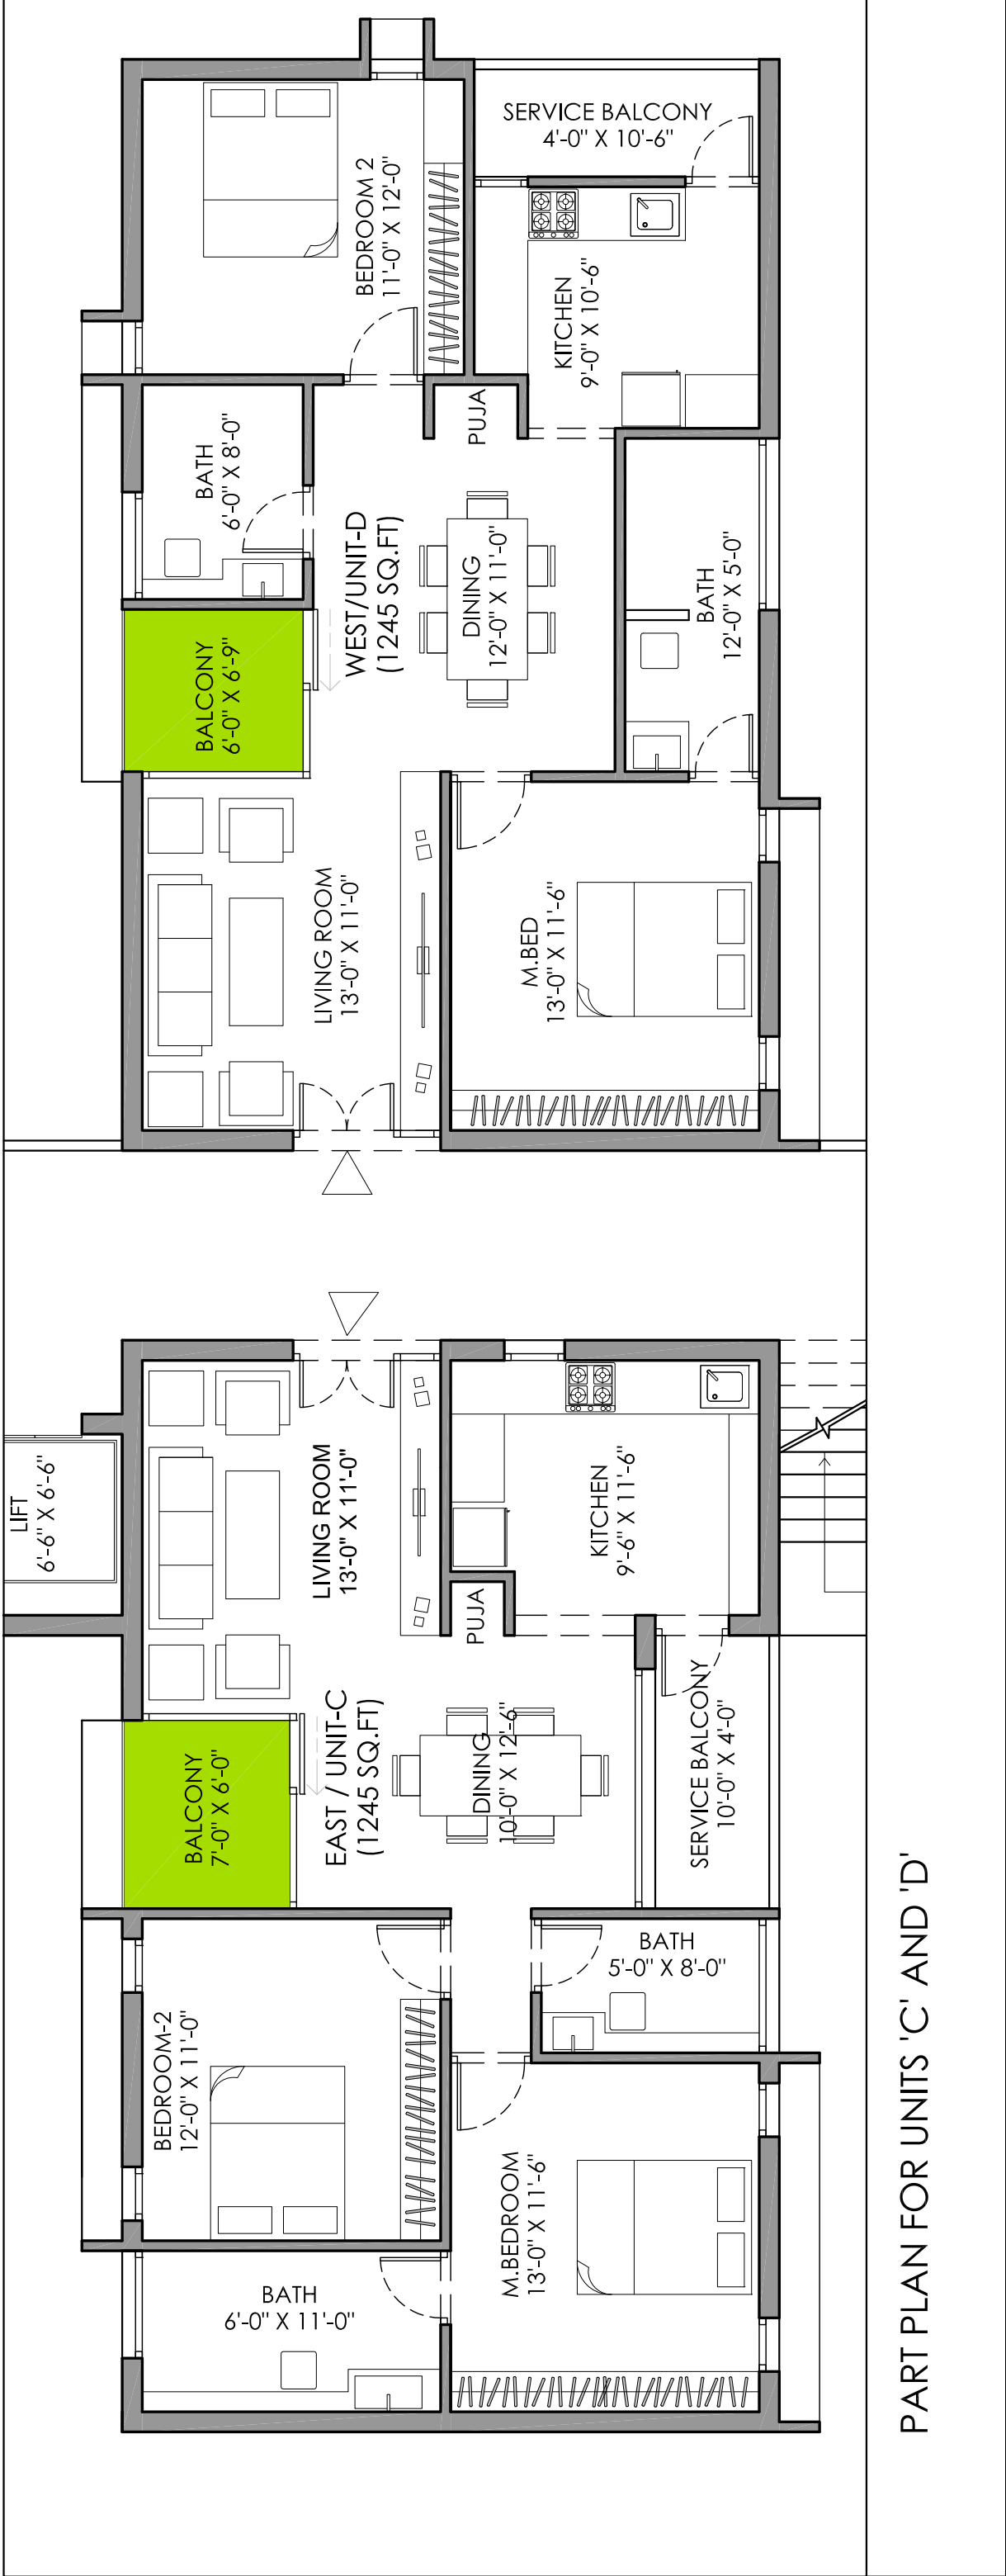 SERVICE BALCONY
4'-0" X 10'-6"
BEDROOM 2
11'-0" X 12'-0"
KITCHEN
9'-0" X 10'-6"
PUJA
BATH
6'-0" X 8'-0"
WEST/UNIT-D
(1245 SQ.FT)
DINING
12'-0" X 11'-0"
BATH
12'-0" X 5'-0"
BALCONY
6'-0" X 6'-9"
LIVING ROOM
13'-0" X 11'-0"
M.BED
13'-0" X 11'-6"
LIFT
6'-6" X 6'-6"
LIVING ROOM
13'-0" X 11'-0"
KITCHEN
9'-6" X 11'-6"
PUJA
EAST / UNIT-C
(1245 SQ.FT)
DINING
10'-0" X 12'-6"
SERVICE BALCONY
10'-0" X 4'-0"
BALCONY
7'-0" X 6'-0"
BATH
5'-0" X 8'-0"
BEDROOM-2
12'-0" X 11'-0"
M.BEDROOM
13'-0" X 11'-6"
BATH
6'-0" X 11'-0"
PART PLAN FOR UNITS 'C' AND 'D'